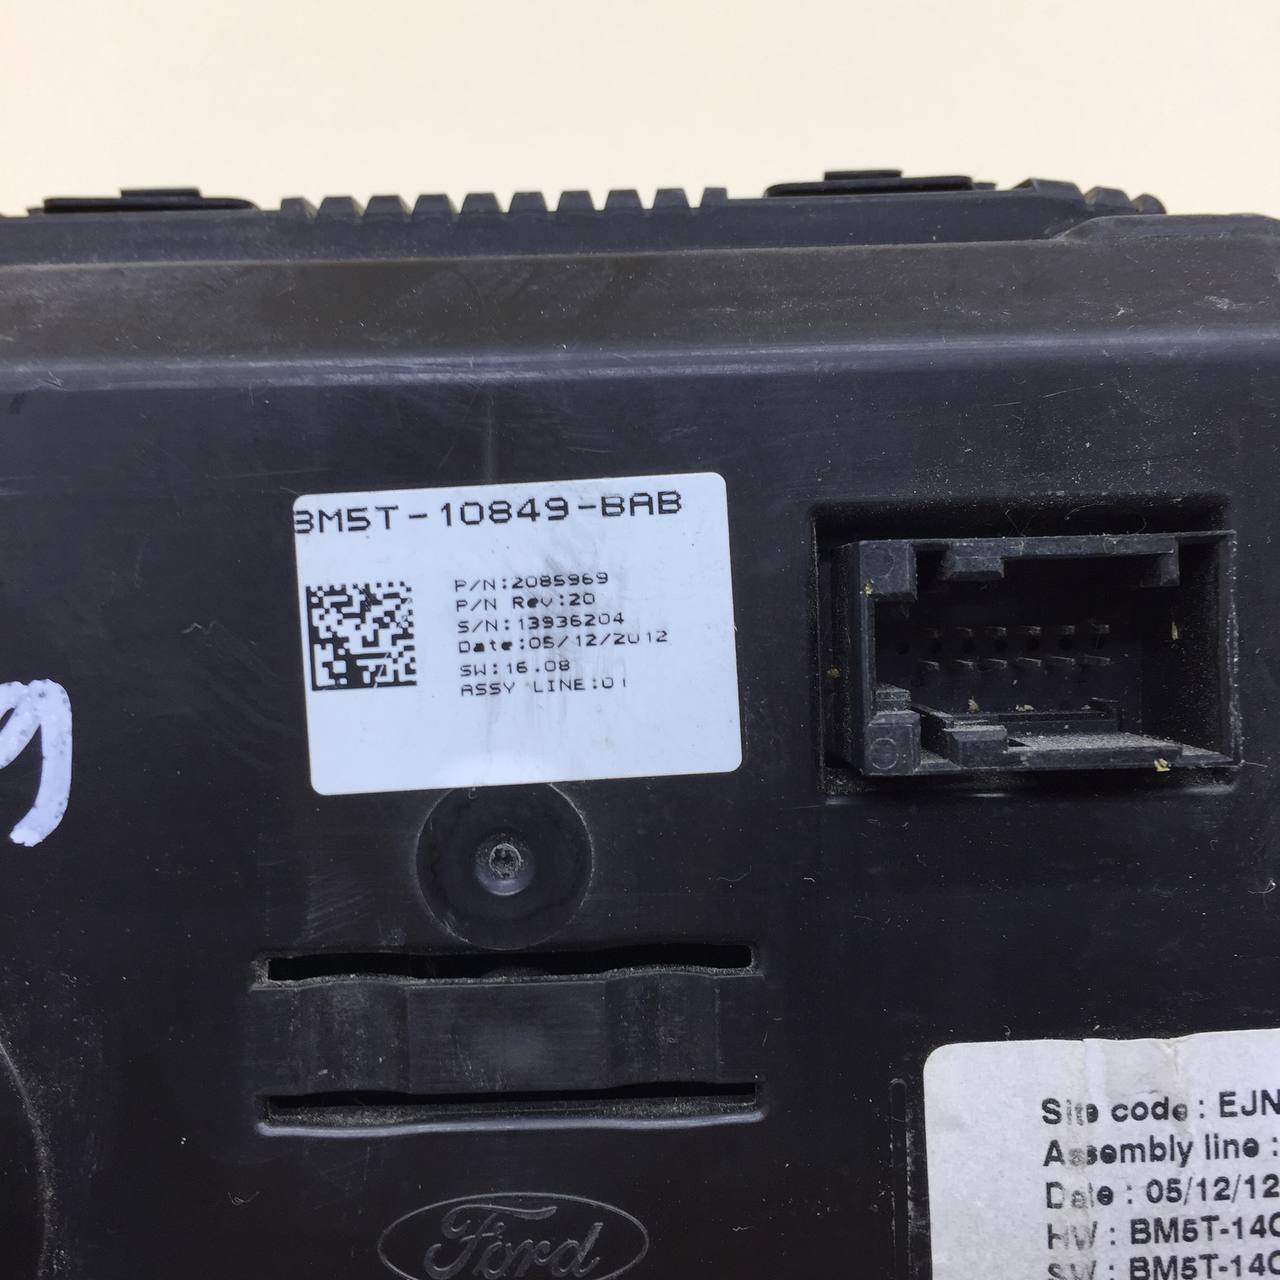 BM5T-10849-BAB
P/N:2085969
P/N Rev:20
S/N:13936204
Date:05/12/2012
SW:16.08
ASSY LINE:01
9
Site code : EJN
Assembly line :
Date : 05/12/12
HW : BM5T-14C
SW : BM5T-14C
Ford